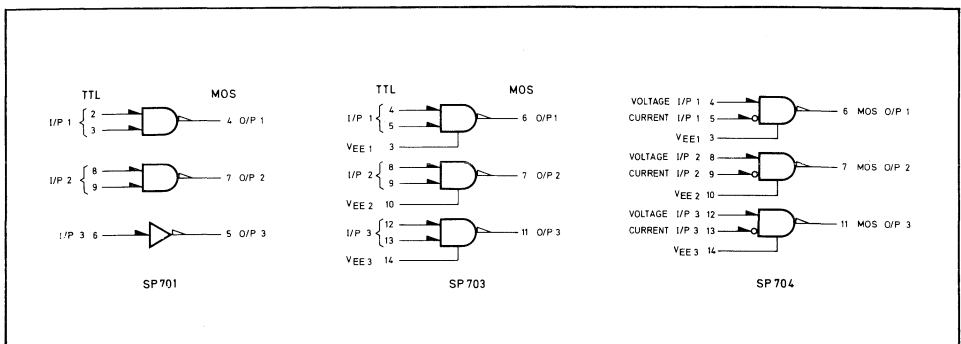 TTL MOS
I/P 1 2
3
4 O/P 1
I/P 2 8
9
7 O/P 2
I/P 3 6 5 O/P 3
SP701
TTL MOS
I/P 1 4
5
6 O/P 1
VEE 1 3
I/P 2 8
9
7 O/P 2
VEE 2 10
I/P 3 12
13
11 O/P 3
VEE 3 14
SP703
VOLTAGE I/P 1 4
CURRENT I/P 1 5
6 MOS O/P 1
VEE1 3
VOLTAGE I/P 2 8
CURRENT I/P 2 9
7 MOS O/P 2
VEE 2 10
VOLTAGE I/P 3 12
CURRENT I/P 3 13
11 MOS O/P 3
VEE 3 14
SP704